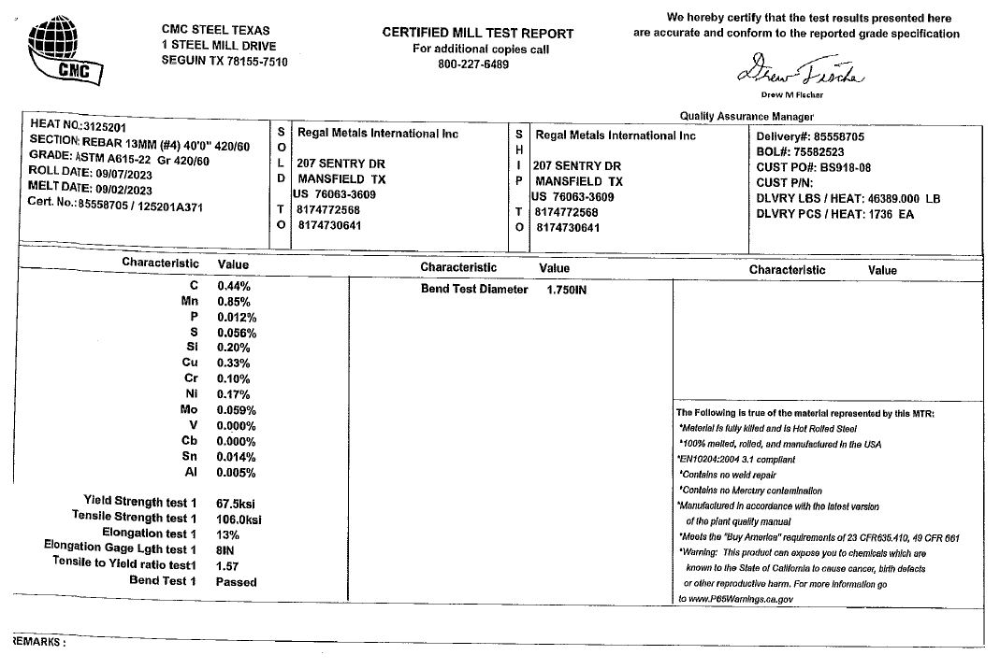 CMC
CMC STEEL TEXAS
1 STEEL MILL DRIVE
SEGUIN TX 78155-7510
CERTIFIED MILL TEST REPORT
For additional copies call
800-227-6489
We hereby certify that the test results presented here
are accurate and conform to the reported grade specification
Drew Fischer
Drew M Fischer
Quality Assurance Manager
HEAT NO.:3125201
SECTION: REBAR 13MM (#4) 40'0" 420/60
GRADE: ASTM A615-22 Gr 420/60
ROLL DATE: 09/07/2023
MELT DATE: 09/02/2023
Cert. No.:85558705 / 125201A371
SOLD TO
Regal Metals International Inc
207 SENTRY DR
MANSFIELD TX
US 76063-3609
8174772568
8174730641
SHIP TO
Regal Metals International Inc
207 SENTRY DR
MANSFIELD TX
US 76063-3609
8174772568
8174730641
Delivery#: 85558705
BOL#: 75582523
CUST PO#: BS918-08
CUST P/N:
DLVRY LBS / HEAT: 46389.000 LB
DLVRY PCS / HEAT: 1736 EA
Characteristic Value
C 0.44%
Mn 0.85%
P 0.012%
S 0.056%
Si 0.20%
Cu 0.33%
Cr 0.10%
Ni 0.17%
Mo 0.059%
V 0.000%
Cb 0.000%
Sn 0.014%
Al 0.005%
Yield Strength test 1 67.5ksi
Tensile Strength test 1 106.0ksi
Elongation test 1 13%
Elongation Gage Lgth test 1 8IN
Tensile to Yield ratio test1 1.57
Bend Test 1 Passed
Characteristic Value
Bend Test Diameter 1.750IN
Characteristic Value
The Following is true of the material represented by this MTR:
*Material is fully killed and is Hot Rolled Steel
*100% melted, rolled, and manufactured in the USA
*EN10204:2004 3.1 compliant
*Contains no weld repair
*Contains no Mercury contamination
*Manufactured in accordance with the latest version
of the plant quality manual
*Meets the "Buy America" requirements of 23 CFR635.410, 49 CFR 661
*Warning: This product can expose you to chemicals which are
known to the State of California to cause cancer, birth defects
or other reproductive harm. For more information go
to www.P65Warnings.ca.gov
REMARKS :